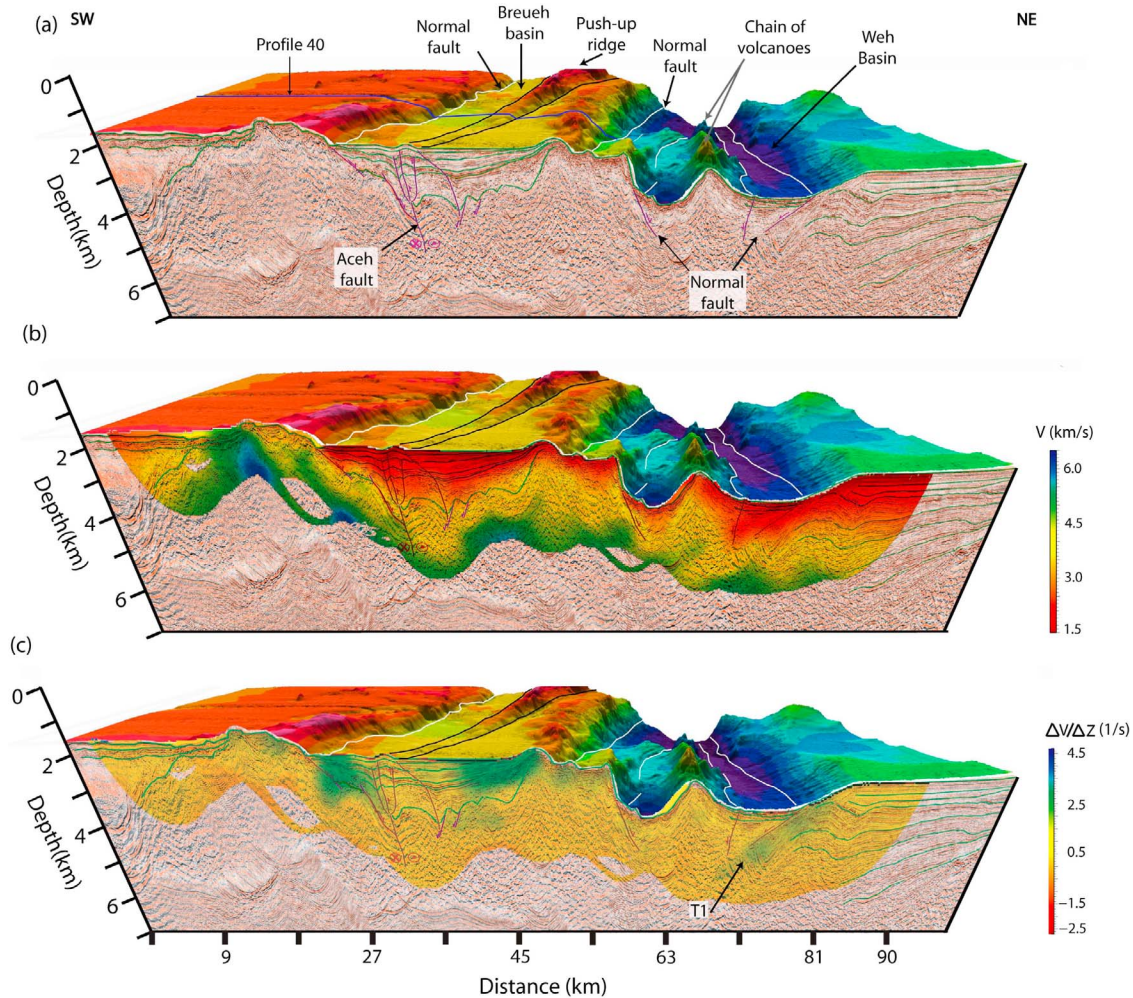 (a)
SW
NE
Profile 40
Normal
fault
Breueh
basin
Push-up
ridge
Normal
fault
Chain of
volcanoes
Weh
Basin
0
2
4
6
Depth(km)
Aceh
fault
Normal
fault
(b)
0
2
4
6
Depth(km)
V (km/s)
6.0
4.5
3.0
1.5
(c)
0
2
4
6
Depth(km)
ΔV/ΔZ (1/s)
4.5
2.5
0.5
−1.5
−2.5
T1
9
27
45
63
81
90
Distance (km)